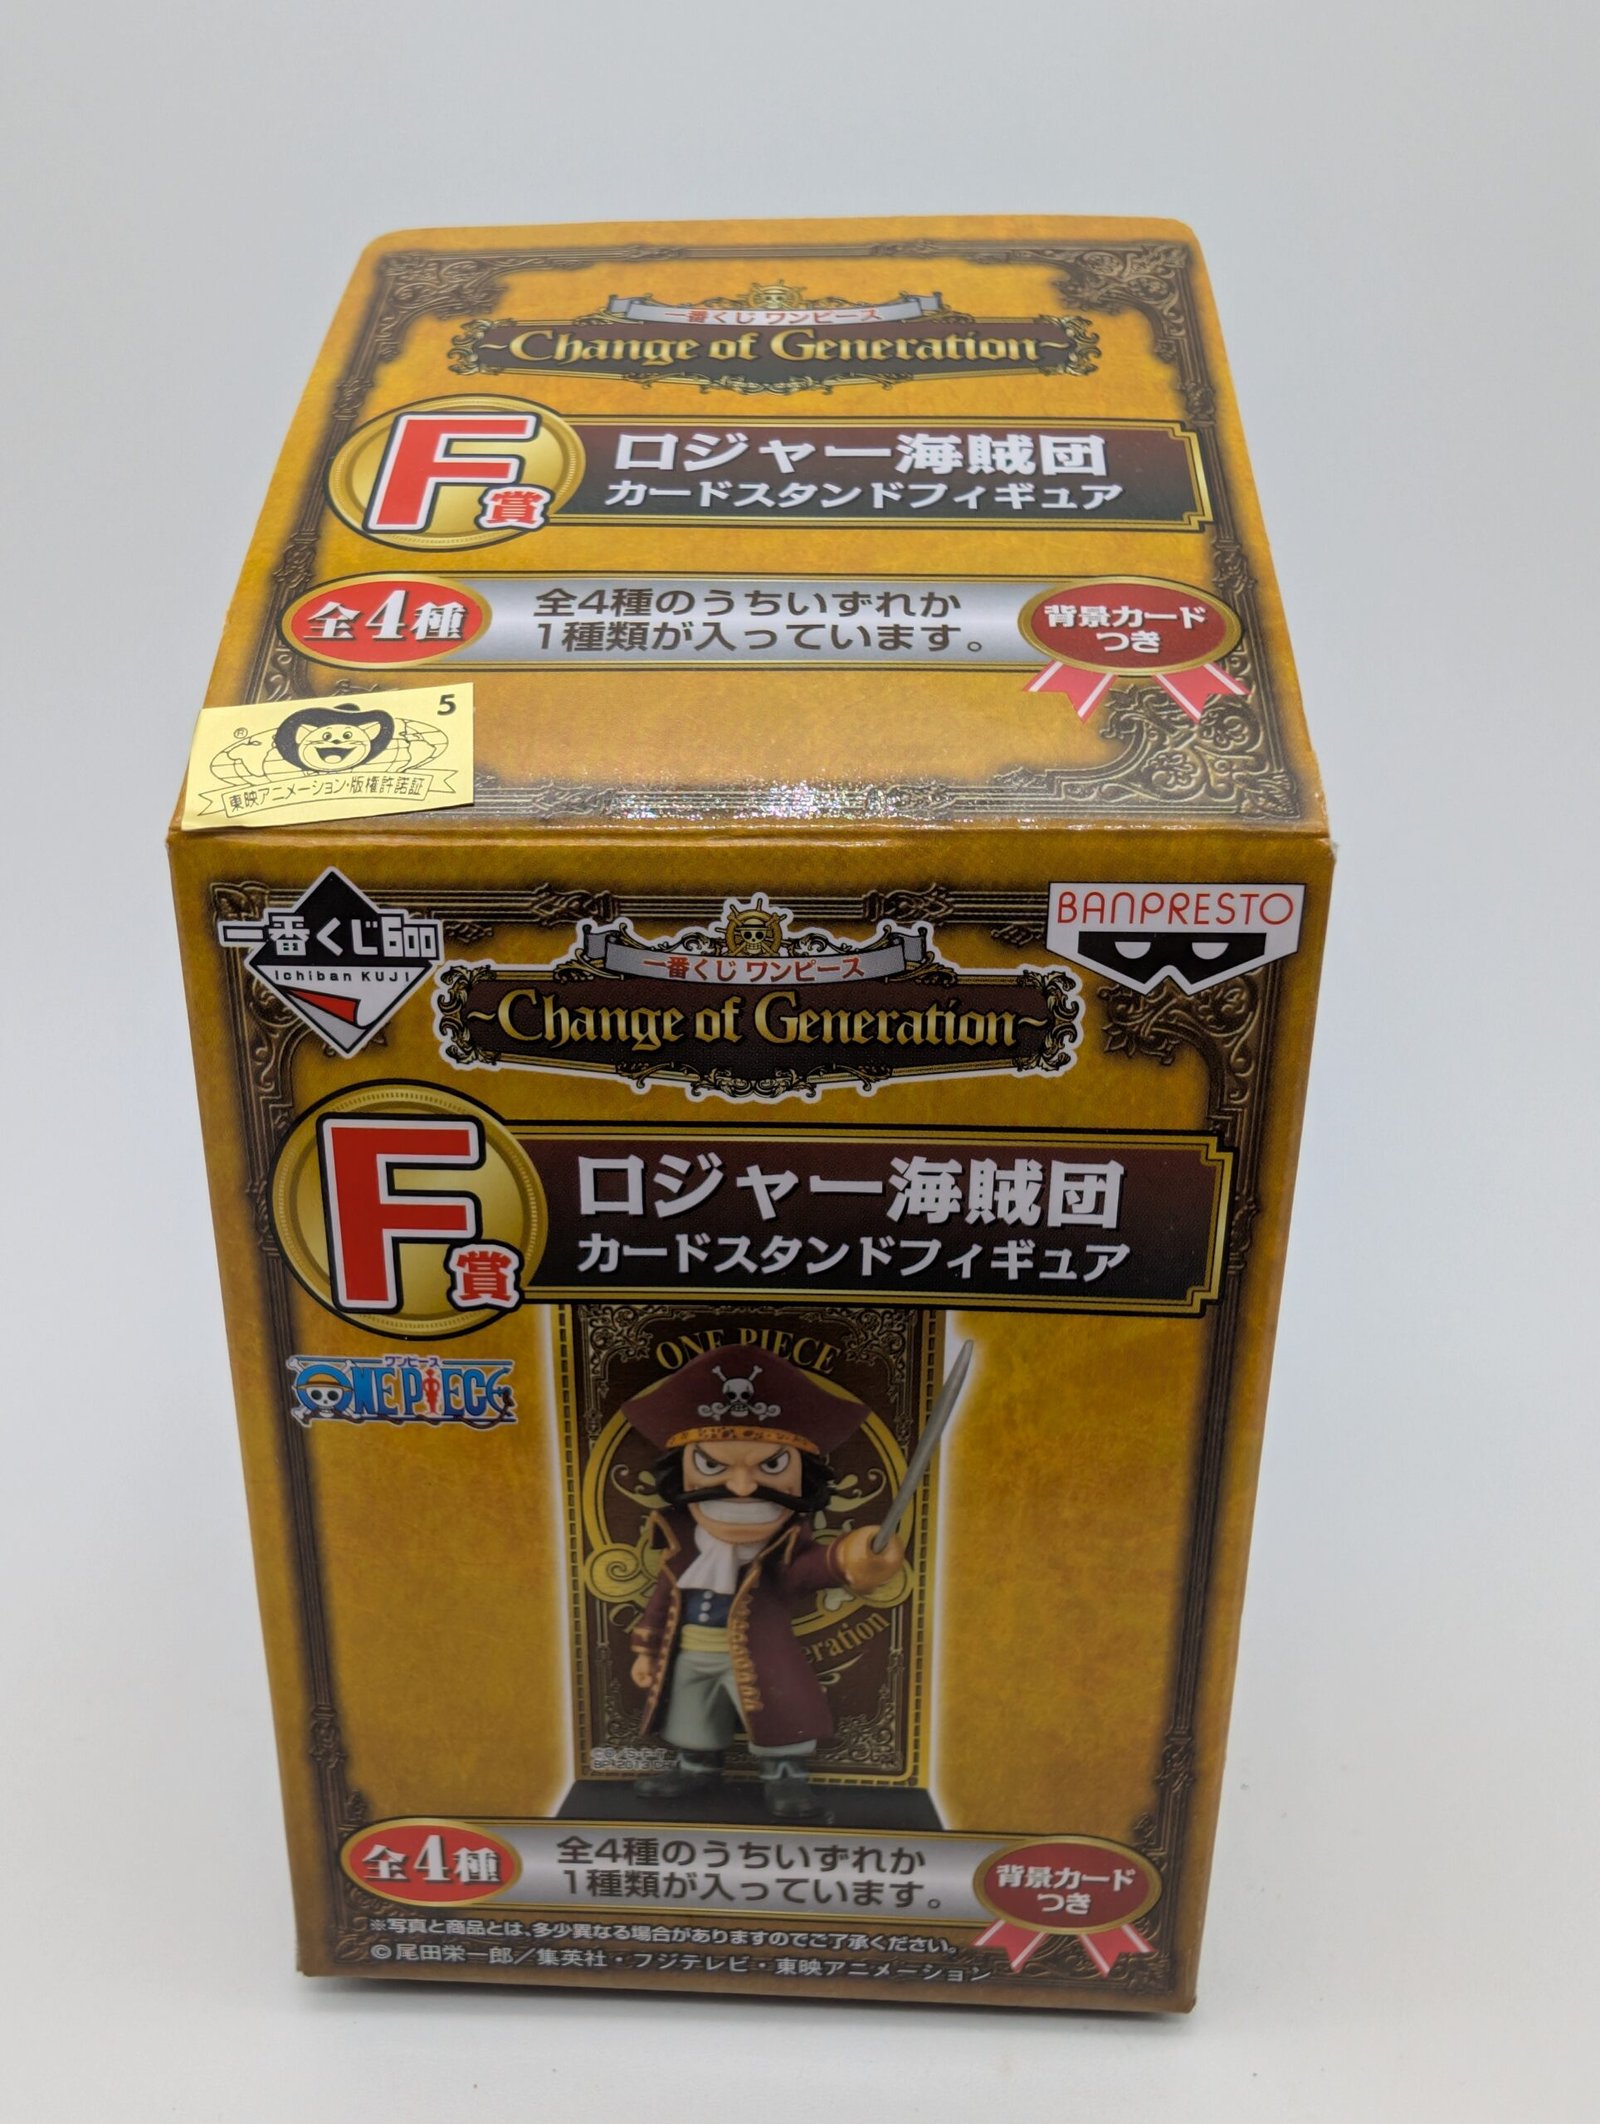 一番くじ ワンピース
~Change of Generation~
F賞
ロジャー海賊団
カードスタンドフィギュア
全4種
全4種のうちいずれか
1種類が入っています。
背景カード
つき
5
®
東映アニメーション・版権許諾証
一番くじ600
Ichiban KUJI
BANPRESTO
一番くじ ワンピース
~Change of Generation~
F賞
ロジャー海賊団
カードスタンドフィギュア
ワンピース
ONE PIECE
ONE PIECE
全4種
全4種のうちいずれか
1種類が入っています。
背景カード
つき
※写真と商品とは、多少異なる場合がありますのでご了承ください。
©尾田栄一郎/集英社・フジテレビ・東映アニメーション